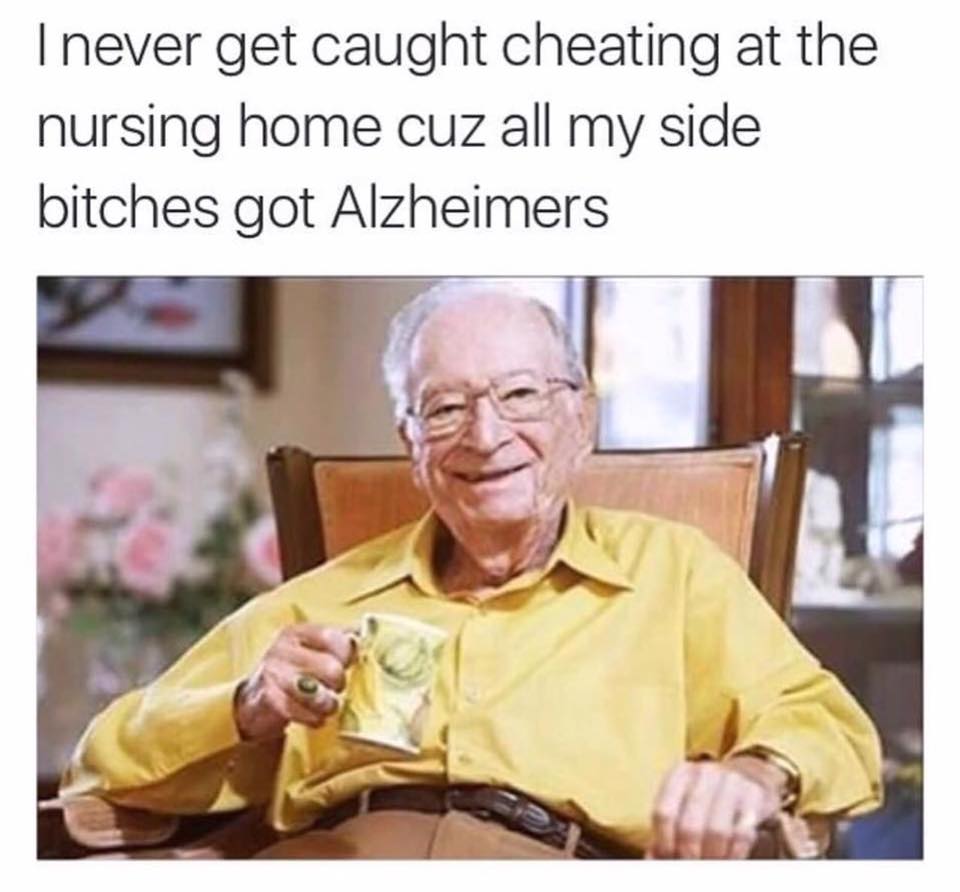 I never get caught cheating at the
nursing home cuz all my side
bitches got Alzheimers